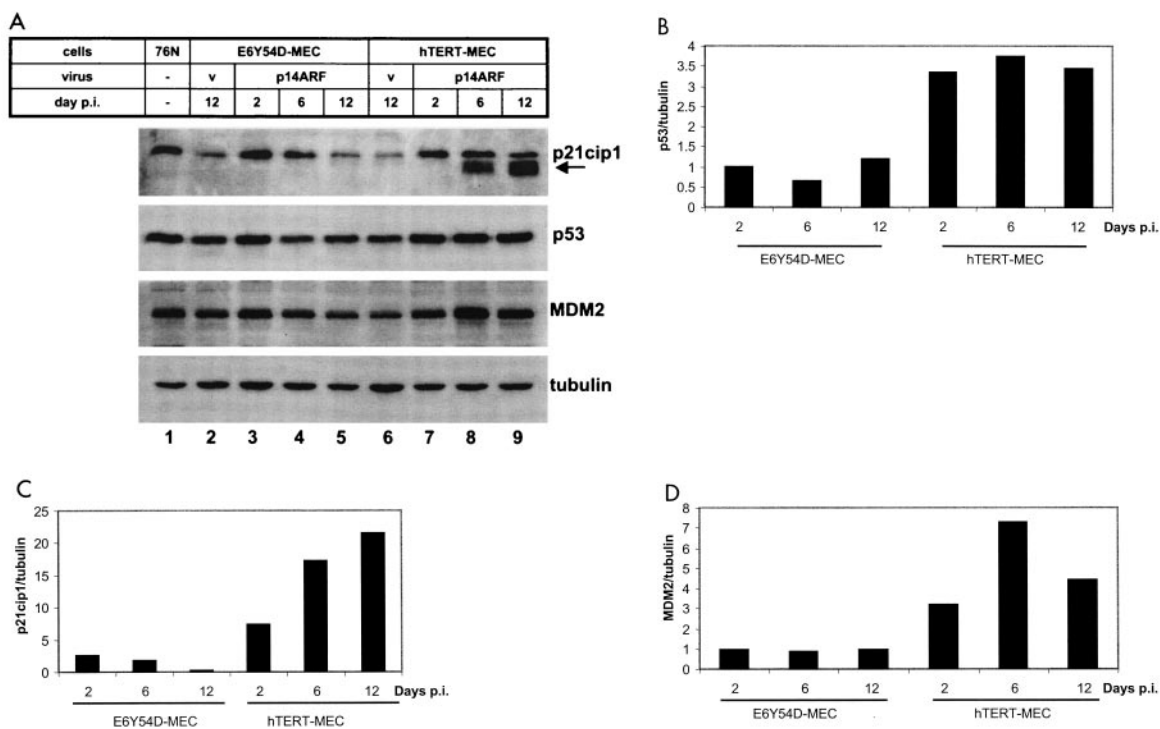 A
cells 76N E6Y54D-MEC hTERT-MEC
virus - v p14ARF v p14ARF
day p.i. - 12 2 6 12 12 2 6 12
p21cip1
p53
MDM2
tubulin
1 2 3 4 5 6 7 8 9
B
p53/tubulin
4
3.5
3
2.5
2
1.5
1
0.5
0
2 6 12 2 6 12 Days p.i.
E6Y54D-MEC hTERT-MEC
C
p21cip1/tubulin
25
20
15
10
5
0
2 6 12 2 6 12 Days p.i.
E6Y54D-MEC hTERT-MEC
D
MDM2/tubulin
8
7
6
5
4
3
2
1
0
2 6 12 2 6 12 Days p.i.
E6Y54D-MEC hTERT-MEC